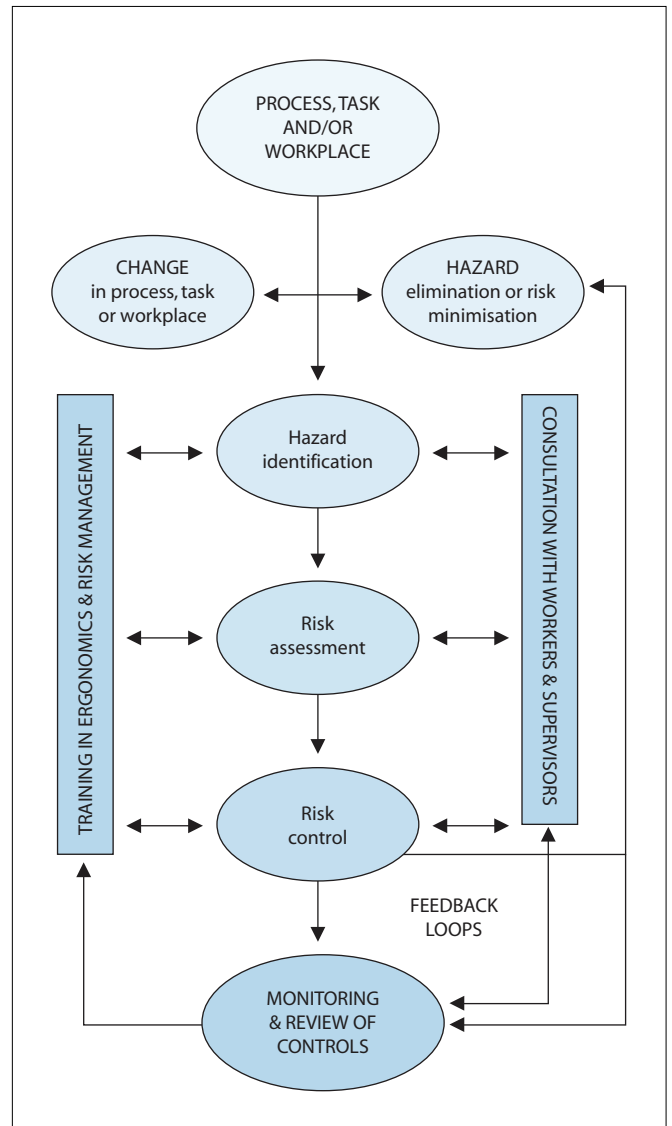 PROCESS, TASK
AND/OR
WORKPLACE
CHANGE
in process, task
or workplace
HAZARD
elimination or risk
minimisation
TRAINING IN ERGONOMICS & RISK MANAGEMENT
Hazard
identification
CONSULTATION WITH WORKERS & SUPERVISORS
Risk
assessment
Risk
control
FEEDBACK
LOOPS
MONITORING
& REVIEW OF
CONTROLS